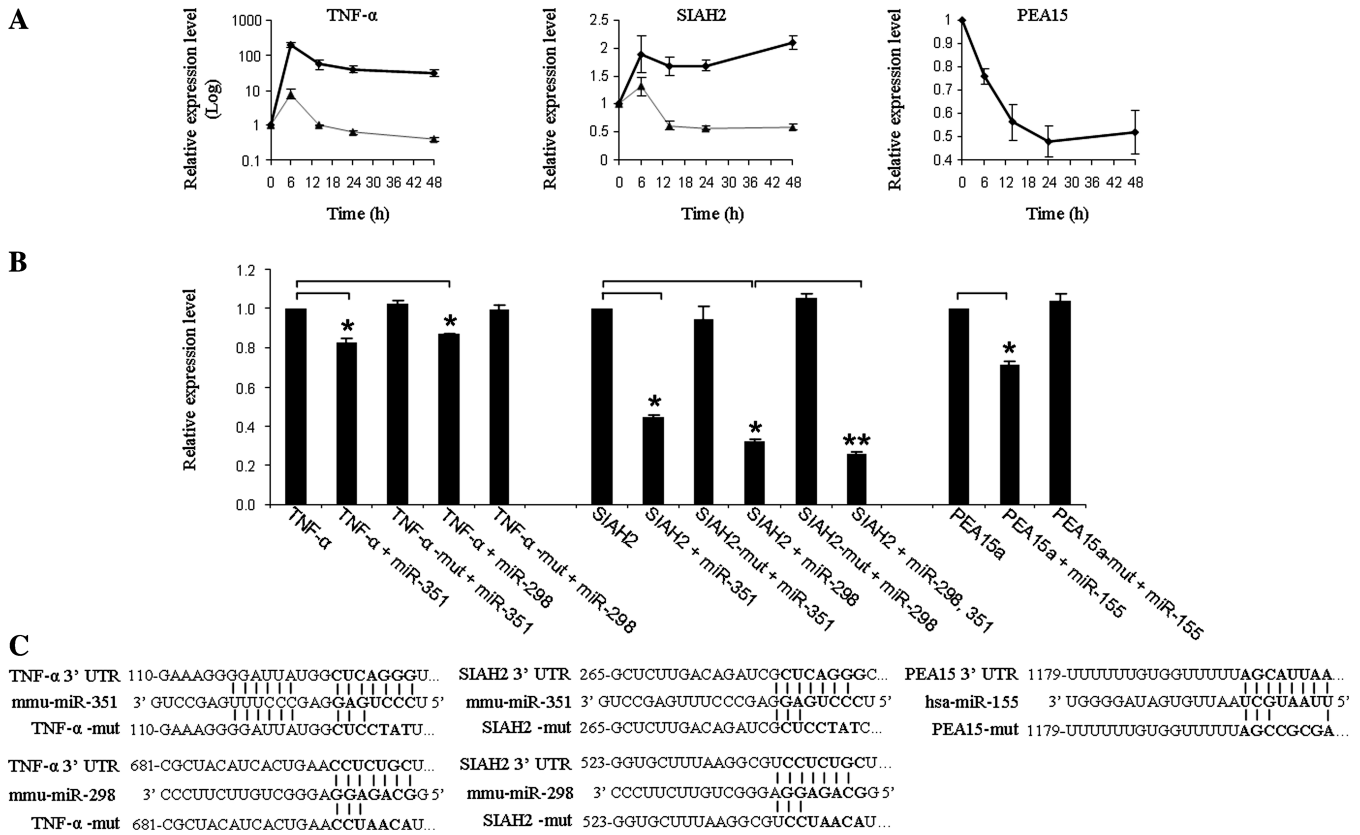 A
TNF-α
SIAH2
PEA15
Relative expression level
(Log)
1000
100
10
1
0.1
0 6 12 18 24 30 36 42 48
Time (h)
Relative expression level
2.5
2
1.5
1
0.5
0
0 6 12 18 24 30 36 42 48
Time (h)
Relative expression level
1
0.9
0.8
0.7
0.6
0.5
0.4
0 6 12 18 24 30 36 42 48
Time (h)
B
Relative expression level
1.2
1.0
0.8
0.6
0.4
0.2
0.0
* * * * ** *
TNF-α
TNF-α + miR-351
TNF-α -mut + miR-351
TNF-α + miR-298
TNF-α -mut + miR-298
SIAH2
SIAH2 + miR-351
SIAH2-mut + miR-351
SIAH2 + miR-298
SIAH2-mut + miR-298
SIAH2 + miR-298, 351
PEA15a
PEA15a + miR-155
PEA15a-mut + miR-155
C
TNF-α 3’ UTR 110-GAAAGGGGAUUAUGGCUCAGGGU...
mmu-miR-351 3’ GUCCGAGUUUCCCGAGGAGUCCCU 5’
TNF-α -mut 110-GAAAGGGGAUUAUGGCUCCTATU...
SIAH2 3’ UTR 265-GCUCUUGACAGAUCGCUCAGGGC...
mmu-miR-351 3’ GUCCGAGUUUCCCGAGGAGUCCCU 5’
SIAH2 -mut 265-GCUCUUGACAGAUCGCUCCTATC...
PEA15 3’ UTR 1179-UUUUUUGUGGUUUUUAGCAUUAA...
hsa-miR-155 3’ UGGGGAUAGUGUUAAUCGUAAUU 5’
PEA15-mut 1179-UUUUUUGUGGUUUUUAGCCGCGA...
TNF-α 3’ UTR 681-CGCUACAUCACUGAACCUCUGCU...
mmu-miR-298 3’ CCCUUCUUGUCGGGAGGAGACGG 5’
TNF-α -mut 681-CGCUACAUCACUGAACCUAACAU...
SIAH2 3’ UTR 523-GGUGCUUUAAGGCGUCCUCUGCU...
mmu-miR-298 3’ CCCUUCUUGUCGGGAGGAGACGG 5’
SIAH2 -mut 523-GGUGCUUUAAGGCGUCCUAACAU...